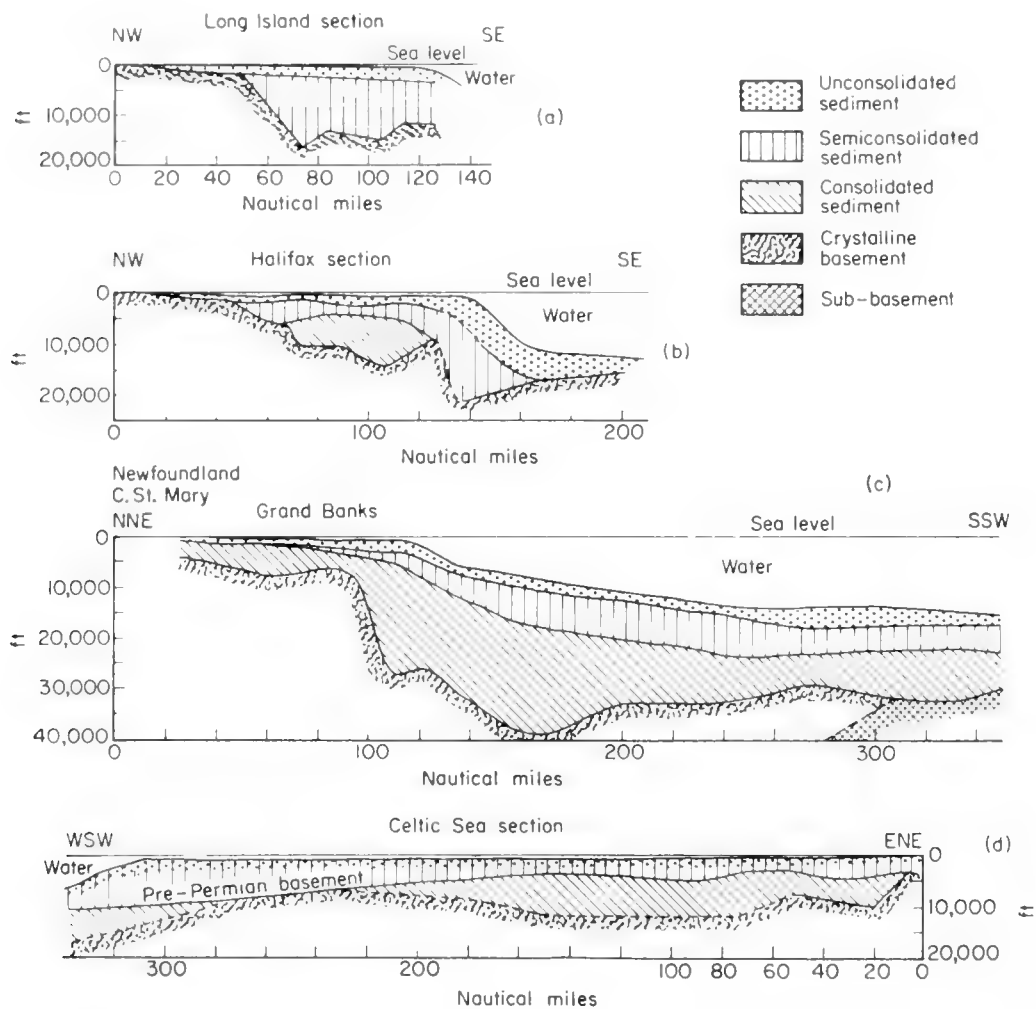 Long Island section
NW
SE
Sea level
Water
0
10,000
20,000
ft
(a)
0 20 40 60 80 100 120 140
Nautical miles
Unconsolidated
sediment
Semiconsolidated
sediment
Consolidated
sediment
Crystalline
basement
Sub-basement
NW
Halifax section
SE
Sea level
Water
0
10,000
20,000
ft
(b)
0 100 200
Nautical miles
Newfoundland
C. St. Mary
NNE
Grand Banks
(c)
Sea level
SSW
Water
0
10,000
20,000
30,000
40,000
ft
0 100 200 300
Nautical miles
WSW
Celtic Sea section
ENE
(d)
Water
Pre-Permian basement
0
10,000
20,000
ft
300 200 100 80 60 40 20 0
Nautical miles